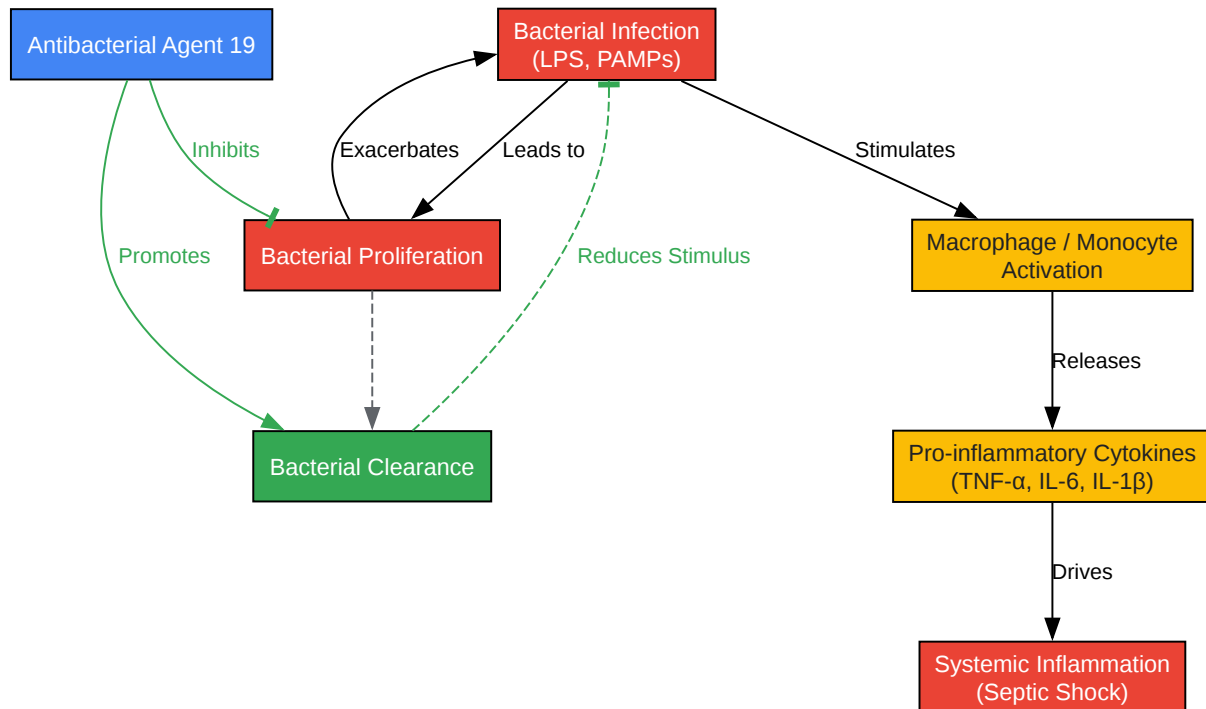 Antibacterial Agent 19
Bacterial Infection
(LPS, PAMPs)
Inhibits
Exacerbates
Leads to
Stimulates
Promotes
Bacterial Proliferation
Reduces Stimulus
Macrophage / Monocyte
Activation
Releases
Bacterial Clearance
Pro-inflammatory Cytokines
(TNF-α, IL-6, IL-1β)
Drives
Systemic Inflammation
(Septic Shock)